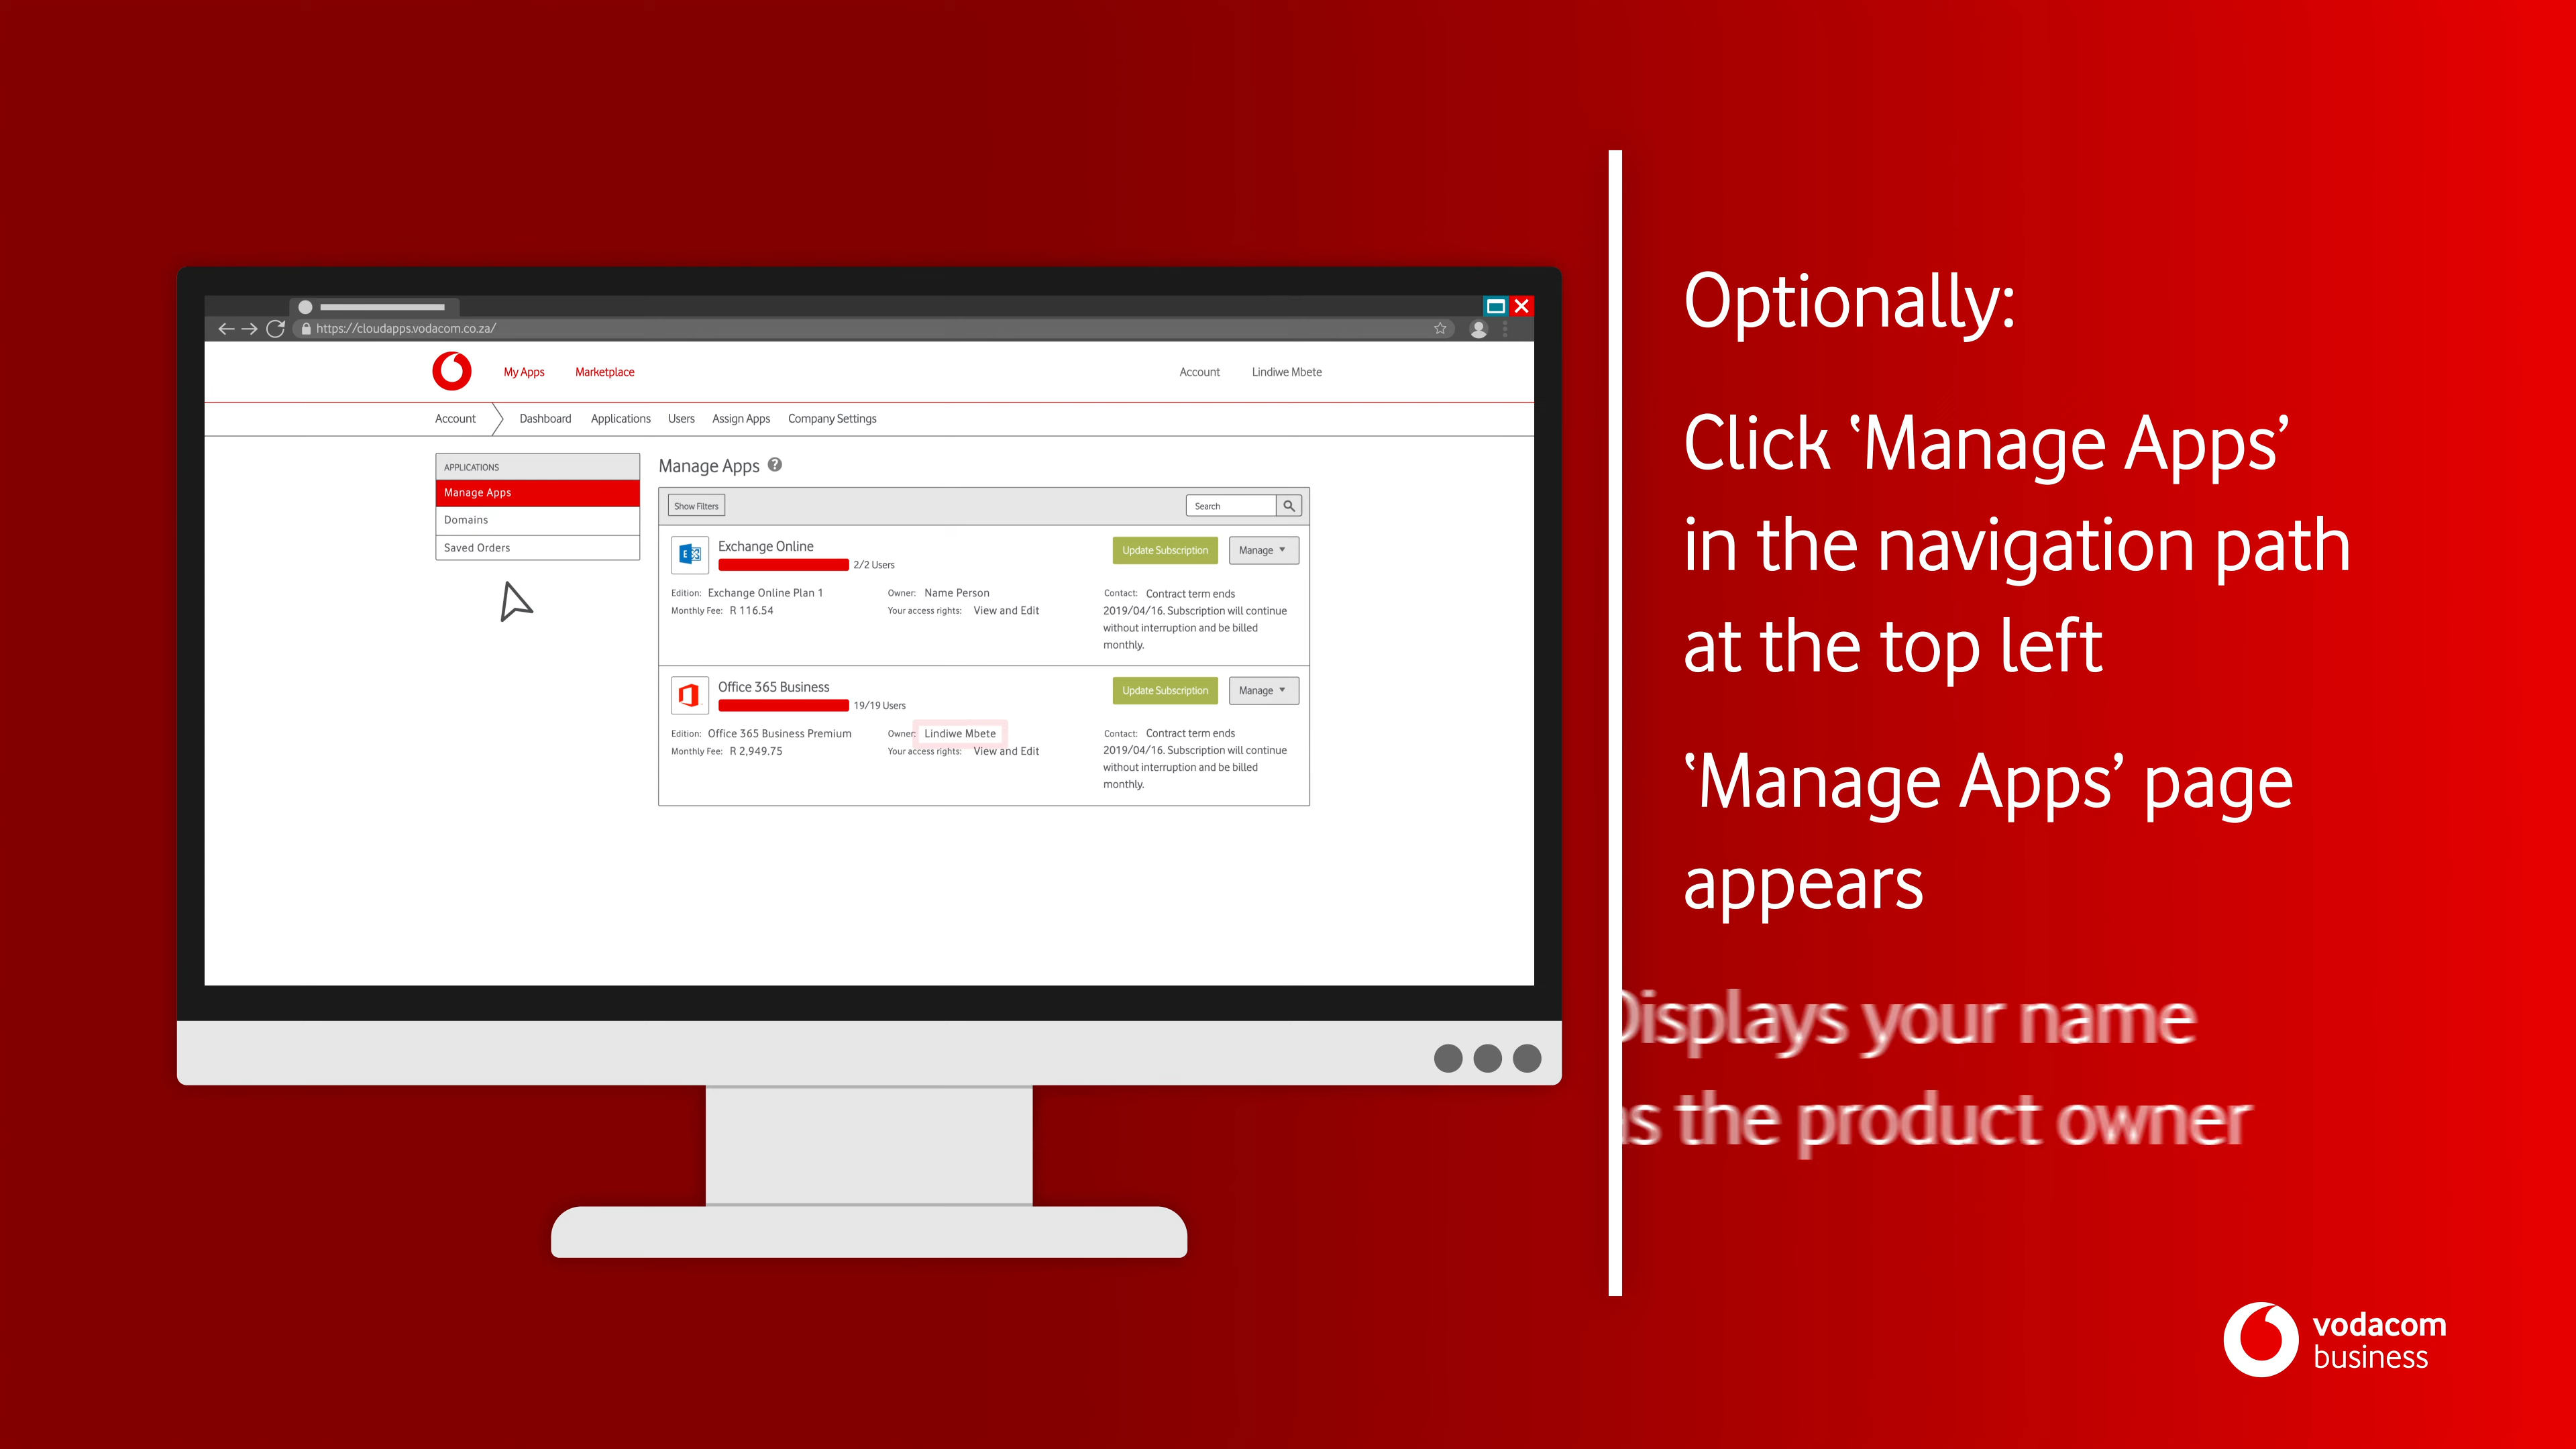 https://cloudapps.vodacom.co.za/
My Apps Marketplace Account Lindiwe Mbete
Account Dashboard Applications Users Assign Apps Company Settings
APPLICATIONS
Manage Apps
Domains
Saved Orders
Manage Apps ?
Show Filters Search
Exchange Online
2/2 Users
Update Subscription Manage
Edition: Exchange Online Plan 1
Monthly Fee: R 116.54
Owner: Name Person
Your access rights: View and Edit
Contact: Contract term ends
2019/04/16. Subscription will continue
without interruption and be billed
monthly.
Office 365 Business
19/19 Users
Update Subscription Manage
Edition: Office 365 Business Premium
Monthly Fee: R 2,949.75
Owner: Lindiwe Mbete
Your access rights: View and Edit
Contact: Contract term ends
2019/04/16. Subscription will continue
without interruption and be billed
monthly.
Optionally:
Click ‘Manage Apps’
in the navigation path
at the top left
‘Manage Apps’ page
appears
Displays your name
as the product owner
vodacom
business